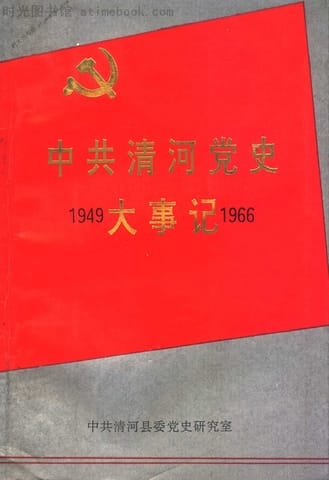 时光图书馆 atimebook.com
中共清河党史
1949 大事记 1966
中共清河县委党史研究室